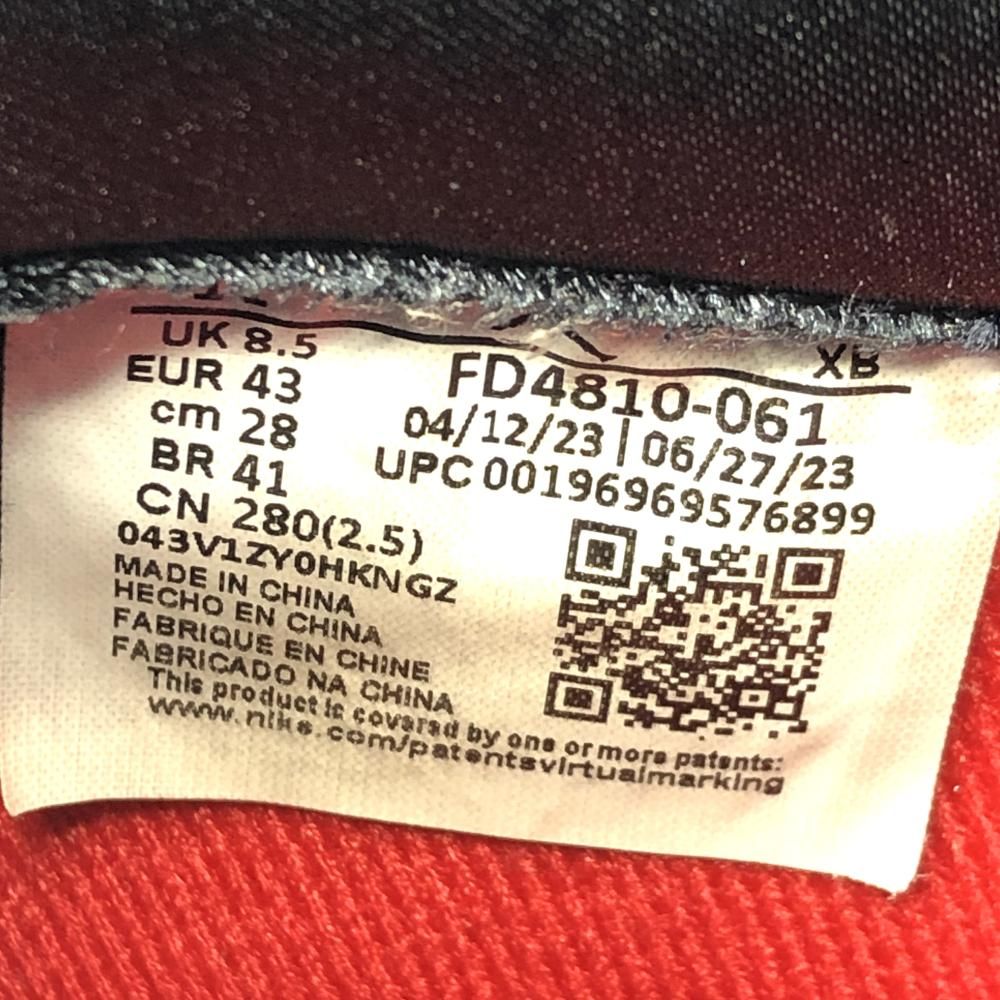 UK 8.5
EUR 43
cm 28
BR 41
CN 280(2.5)
043V1ZY0HKNGZ
MADE IN CHINA
HECHO EN CHINA
FABRIQUE EN CHINE
FABRICADO NA CHINA
This product is covered by one or more patents:
www.nike.com/patentsvirtualmarking
XB
FD4810-061
04/12/23 | 06/27/23
UPC 00196969576899